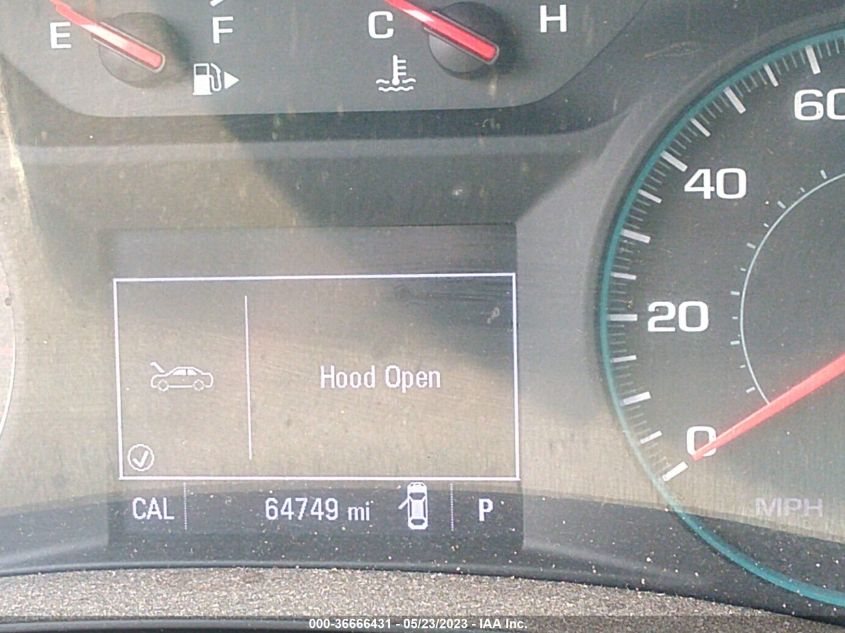 E F C H
60
40
20
0
MPH
Hood Open
CAL 64749 mi P
000-36666431 - 05/23/2023 - IAA Inc.